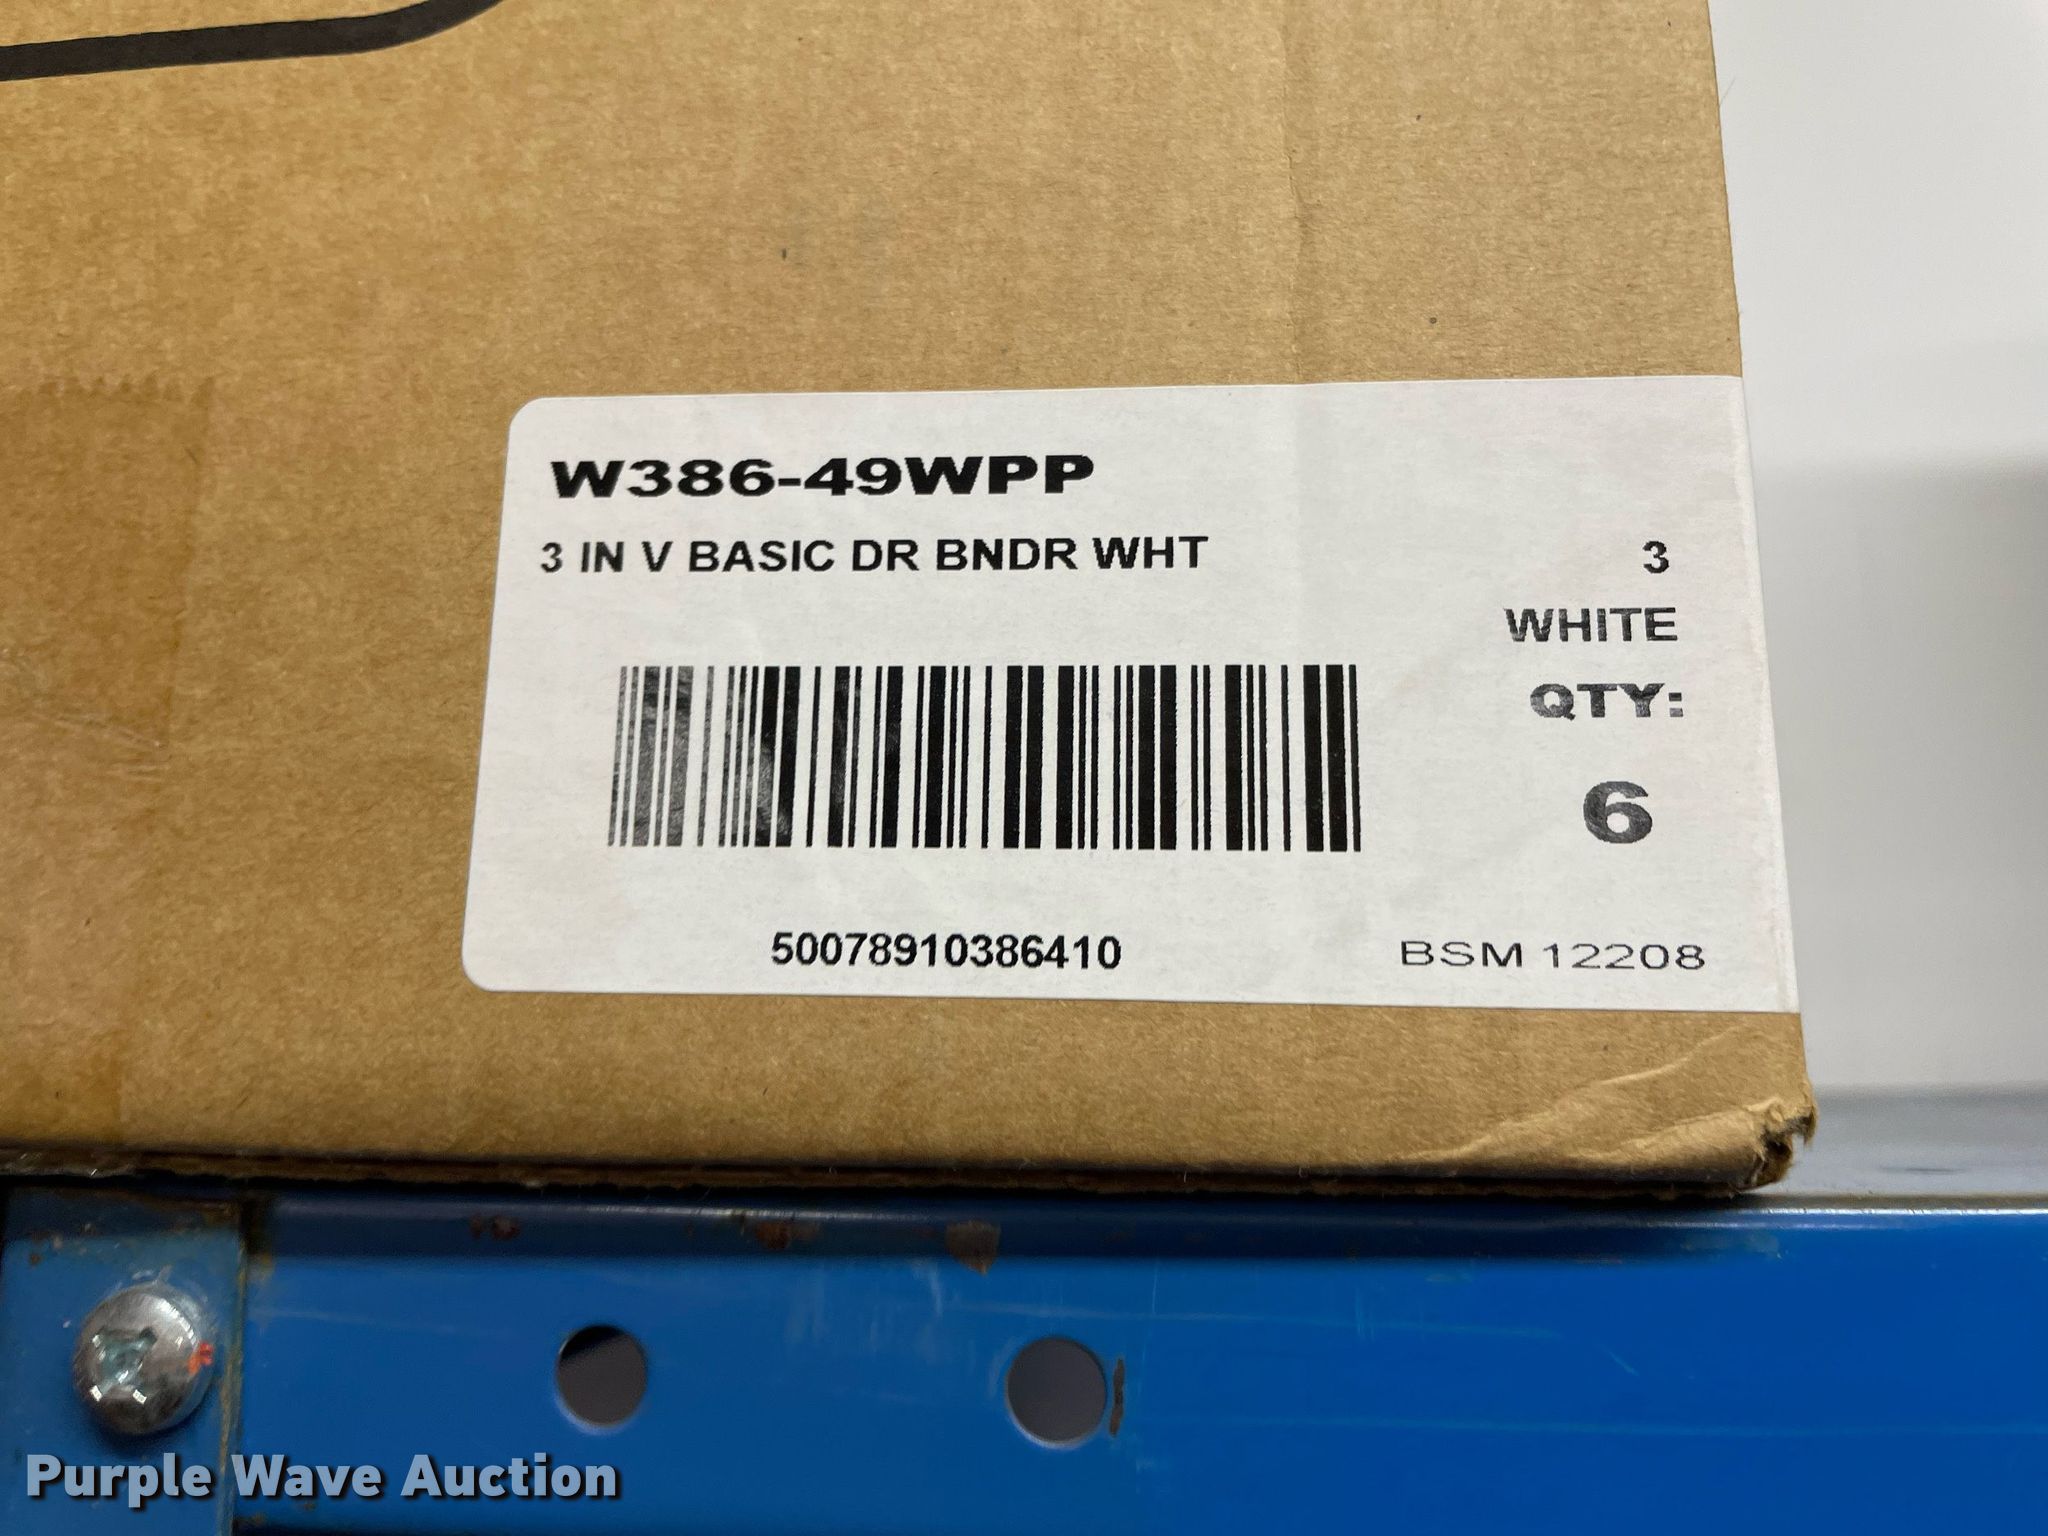 W386-49WPP
3 IN V BASIC DR BNDR WHT
3
WHITE
QTY:
6
50078910386410
BSM 12208
Purple Wave Auction